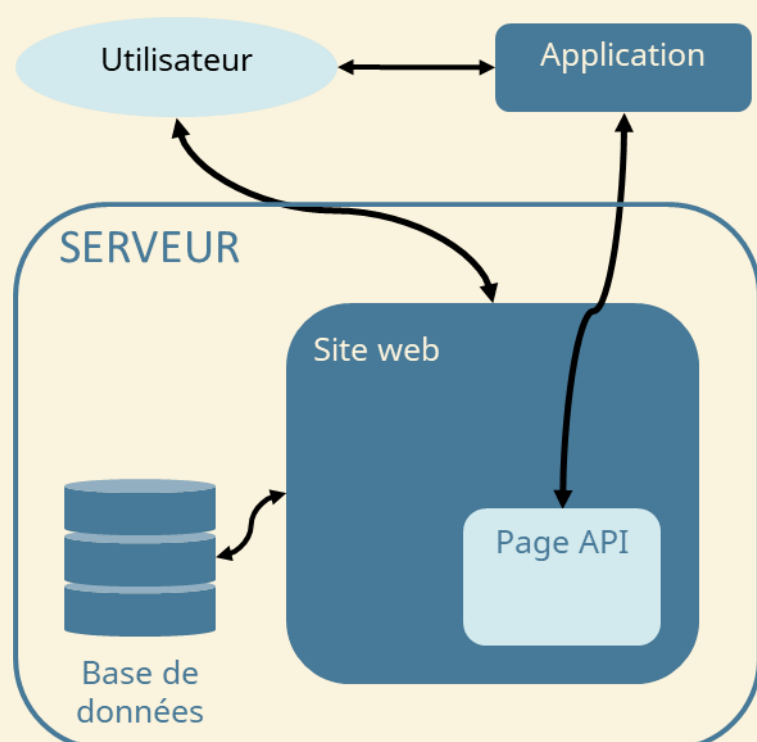 Utilisateur
Application
SERVEUR
Site web
Page API
Base de
données